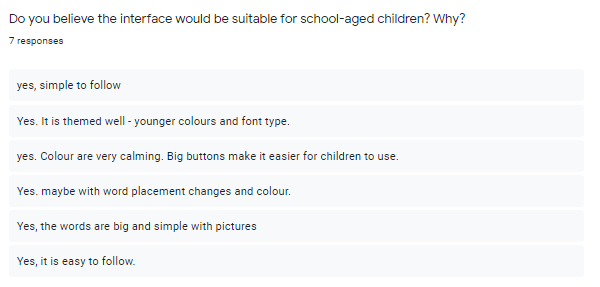 Do you believe the interface would be suitable for school-aged children? Why?
7 responses
yes, simple to follow
Yes. It is themed well - younger colours and font type.
yes. Colour are very calming. Big buttons make it easier for children to use.
Yes. maybe with word placement changes and colour.
Yes, the words are big and simple with pictures
Yes, it is easy to follow.